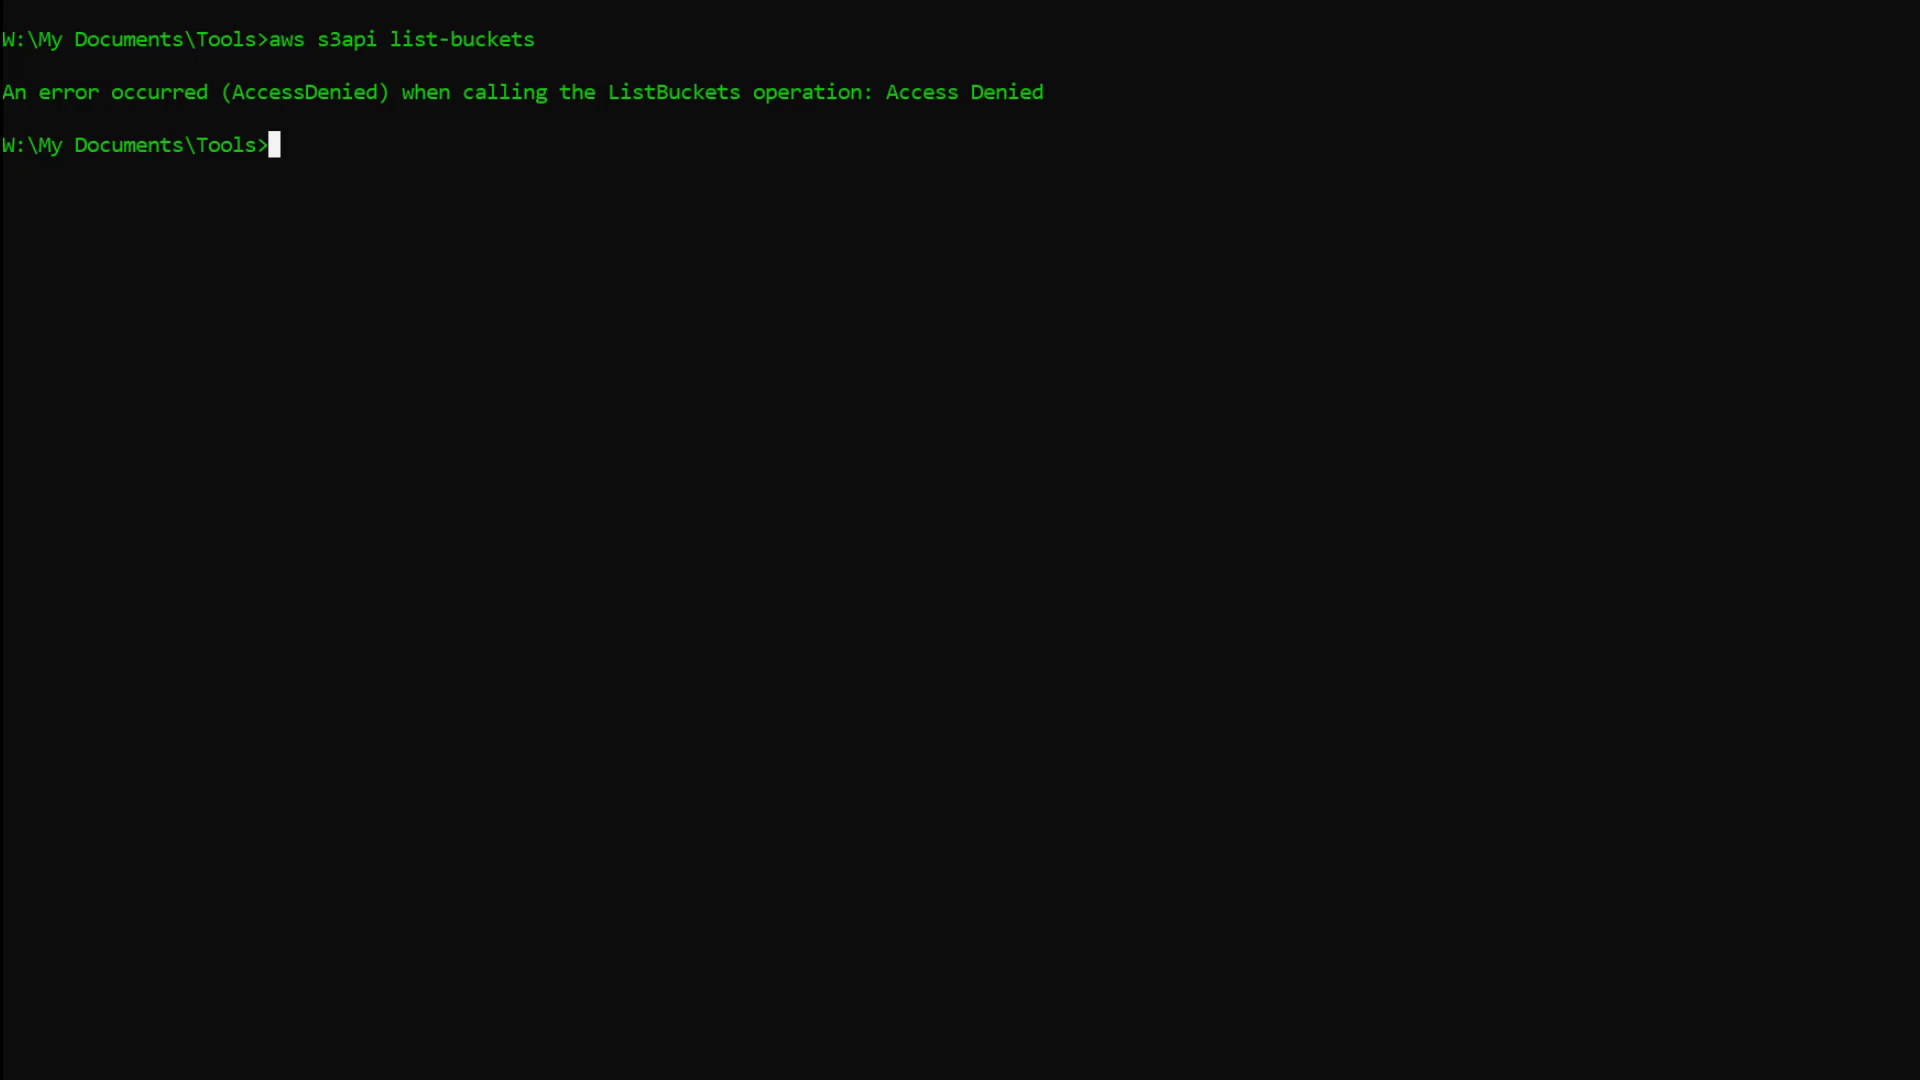 W:\My Documents\Tools>aws s3api list-buckets
An error occurred (AccessDenied) when calling the ListBuckets operation: Access Denied
W:\My Documents\Tools>